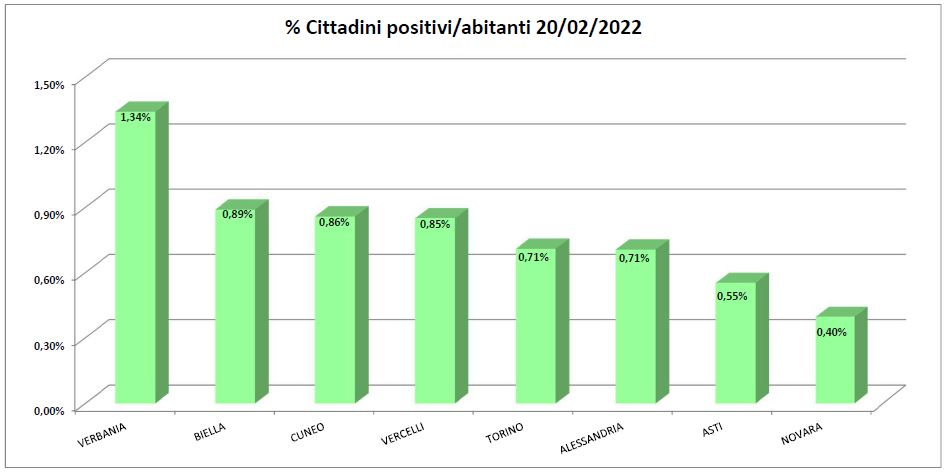 % Cittadini positivi/abitanti 20/02/2022
1,50%
1,20%
0,90%
0,60%
0,30%
0,00%
1,34%
0,89%
0,86%
0,85%
0,71%
0,71%
0,55%
0,40%
VERBANIA
BIELLA
CUNEO
VERCELLI
TORINO
ALESSANDRIA
ASTI
NOVARA